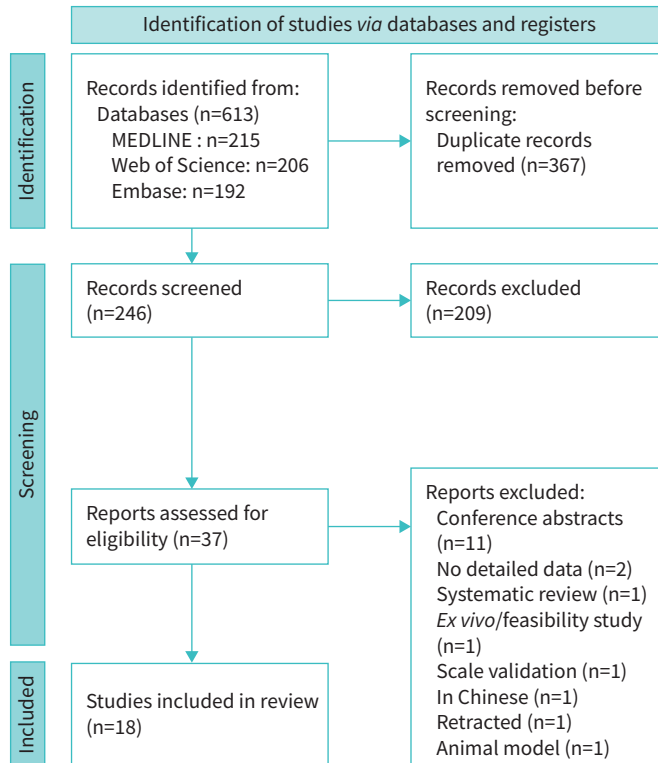 Identification of studies via databases and registers
Identification
Records identified from:
Databases (n=613)
MEDLINE : n=215
Web of Science: n=206
Embase: n=192
Records removed before
screening:
Duplicate records
removed (n=367)
Screening
Records screened
(n=246)
Records excluded
(n=209)
Reports assessed for
eligibility (n=37)
Reports excluded:
Conference abstracts
(n=11)
No detailed data (n=2)
Systematic review (n=1)
Ex vivo/feasibility study
(n=1)
Scale validation (n=1)
In Chinese (n=1)
Retracted (n=1)
Animal model (n=1)
Included
Studies included in review
(n=18)